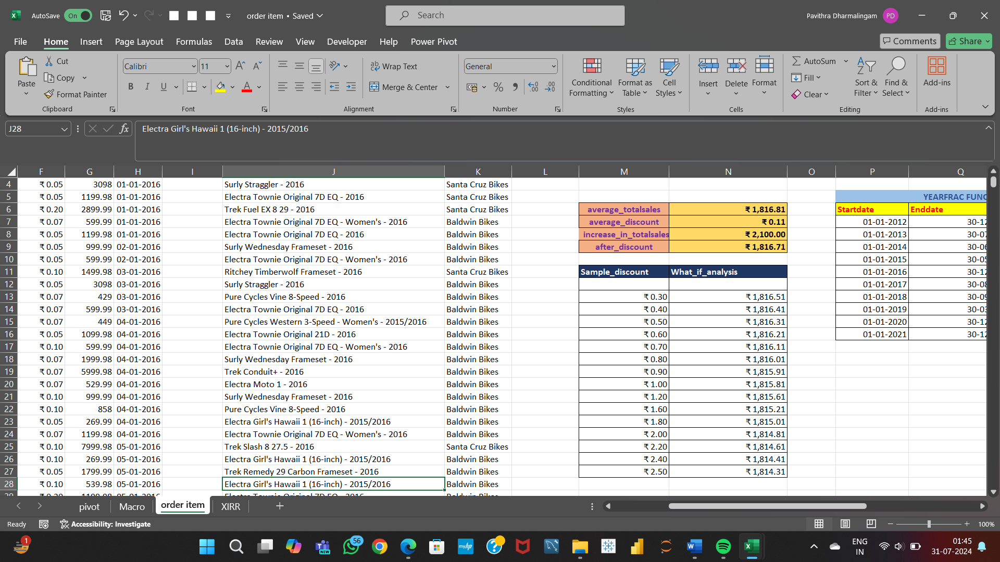 AutoSave On order item • Saved Search Pavithra Dharmalingam PD
File Home Insert Page Layout Formulas Data Review View Developer Help Power Pivot Comments Share
Paste Cut Copy Format Painter Clipboard
Calibri 11 B I U A Font
Wrap Text Merge & Center Alignment
General % Number
Conditional Formatting Format as Table Cell Styles Styles
Insert Delete Format Cells
AutoSum Fill Clear Sort & Filter Find & Select Editing
Add-ins Add-ins
J28 fx Electra Girl's Hawaii 1 (16-inch) - 2015/2016
F G H I J K L M N O P Q
4 ₹ 0.05 3098 01-01-2016 Surly Straggler - 2016 Santa Cruz Bikes
5 ₹ 0.05 1199.98 01-01-2016 Electra Townie Original 7D EQ - 2016 Santa Cruz Bikes YEARFRAC FUNC
6 ₹ 0.20 2899.99 01-01-2016 Trek Fuel EX 8 29 - 2016 Santa Cruz Bikes average_totalsales ₹ 1,816.81 Startdate Enddate
7 ₹ 0.07 599.99 01-01-2016 Electra Townie Original 7D EQ - Women's - 2016 Baldwin Bikes average_discount ₹ 0.11 01-01-2012 30-12
8 ₹ 0.05 1199.98 01-01-2016 Electra Townie Original 7D EQ - 2016 Baldwin Bikes increase_in_totalsales ₹ 2,100.00 01-01-2013 30-07
9 ₹ 0.05 999.99 02-01-2016 Surly Wednesday Frameset - 2016 Baldwin Bikes after_discount ₹ 1,816.71 01-01-2014 30-06
10 ₹ 0.05 599.99 02-01-2016 Electra Townie Original 7D EQ - Women's - 2016 Baldwin Bikes 01-01-2015 30-05
11 ₹ 0.10 1499.98 03-01-2016 Ritchey Timberwolf Frameset - 2016 Santa Cruz Bikes Sample_discount What_if_analysis 01-01-2016 30-12
12 ₹ 0.05 3098 03-01-2016 Surly Straggler - 2016 Baldwin Bikes 01-01-2017 30-08
13 ₹ 0.07 429 03-01-2016 Pure Cycles Vine 8-Speed - 2016 Baldwin Bikes ₹ 0.30 ₹ 1,816.51 01-01-2018 30-09
14 ₹ 0.07 599.99 03-01-2016 Electra Townie Original 7D EQ - 2016 Baldwin Bikes ₹ 0.40 ₹ 1,816.41 01-01-2019 30-03
15 ₹ 0.07 449 04-01-2016 Pure Cycles Western 3-Speed - Women's - 2015/2016 Baldwin Bikes ₹ 0.50 ₹ 1,816.31 01-01-2020 30-12
16 ₹ 0.05 1099.98 04-01-2016 Electra Townie Original 21D - 2016 Baldwin Bikes ₹ 0.60 ₹ 1,816.21 01-01-2021 30-12
17 ₹ 0.10 599.99 04-01-2016 Electra Townie Original 7D EQ - Women's - 2016 Baldwin Bikes ₹ 0.70 ₹ 1,816.11
18 ₹ 0.07 1999.98 04-01-2016 Surly Wednesday Frameset - 2016 Baldwin Bikes ₹ 0.80 ₹ 1,816.01
19 ₹ 0.07 5999.98 04-01-2016 Trek Conduit+ - 2016 Baldwin Bikes ₹ 0.90 ₹ 1,815.91
20 ₹ 0.07 529.99 04-01-2016 Electra Moto 1 - 2016 Baldwin Bikes ₹ 1.00 ₹ 1,815.81
21 ₹ 0.10 999.99 04-01-2016 Surly Wednesday Frameset - 2016 Baldwin Bikes ₹ 1.20 ₹ 1,815.61
22 ₹ 0.10 858 04-01-2016 Pure Cycles Vine 8-Speed - 2016 Baldwin Bikes ₹ 1.60 ₹ 1,815.21
23 ₹ 0.05 269.99 04-01-2016 Electra Girl's Hawaii 1 (16-inch) - 2015/2016 Baldwin Bikes ₹ 1.80 ₹ 1,815.01
24 ₹ 0.07 1199.98 04-01-2016 Electra Townie Original 7D EQ - Women's - 2016 Baldwin Bikes ₹ 2.00 ₹ 1,814.81
25 ₹ 0.10 7999.98 05-01-2016 Trek Slash 8 27.5 - 2016 Santa Cruz Bikes ₹ 2.20 ₹ 1,814.61
26 ₹ 0.10 269.99 05-01-2016 Electra Girl's Hawaii 1 (16-inch) - 2015/2016 Baldwin Bikes ₹ 2.40 ₹ 1,814.41
27 ₹ 0.05 1799.99 05-01-2016 Trek Remedy 29 Carbon Frameset - 2016 Baldwin Bikes ₹ 2.50 ₹ 1,814.31
28 ₹ 0.10 539.98 05-01-2016 Electra Girl's Hawaii 1 (16-inch) - 2015/2016 Baldwin Bikes
pivot Macro order item XIRR
Ready Accessibility: Investigate 100%
1 NEW 56 myhp ENG IN 01:45 31-07-2024